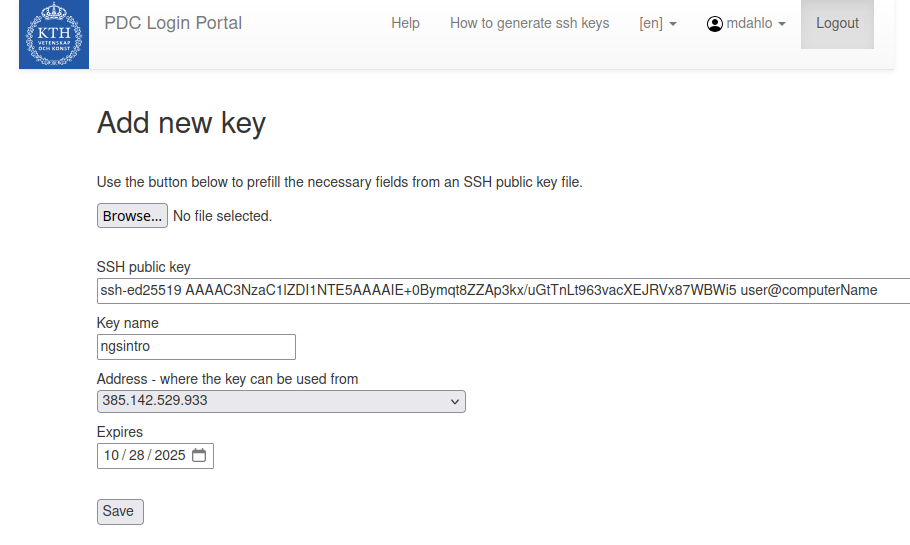 KTH
VETENSKAP
OCH KONST
PDC Login Portal
Help
How to generate ssh keys
[en]
mdahlo
Logout
Add new key
Use the button below to prefill the necessary fields from an SSH public key file.
Browse... No file selected.
SSH public key
ssh-ed25519 AAAAC3NzaC1lZDI1NTE5AAAAIE+0Bymqt8ZZAp3kx/uGtTnLt963vacXEJRVx87WBWi5 user@computerName
Key name
ngsintro
Address - where the key can be used from
385.142.529.933
Expires
10 / 28 / 2025
Save